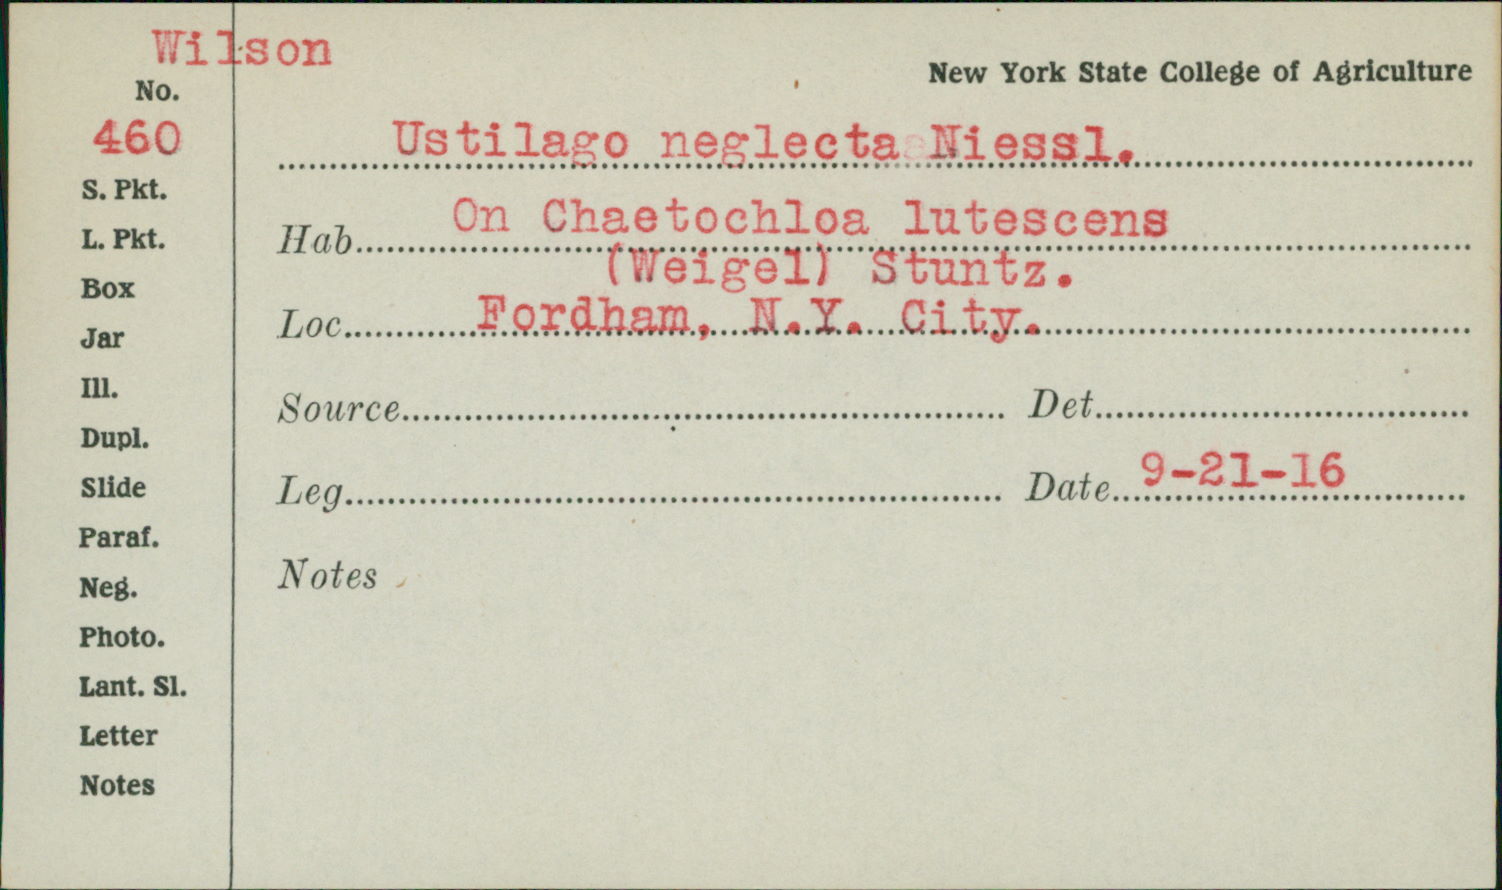 Wilson
New York State College of Agriculture
No.
460
Ustilago neglecta Niessl.
S. Pkt.
Hab. On Chaetochloa lutescens
(Weigel) Stuntz.
L. Pkt.
Box
Loc. Fordham, N.Y. City.
Jar
Ill.
Source Det.
Dupl.
Slide
Leg. Date 9-21-16
Paraf.
Neg.
Notes
Photo.
Lant. Sl.
Letter
Notes